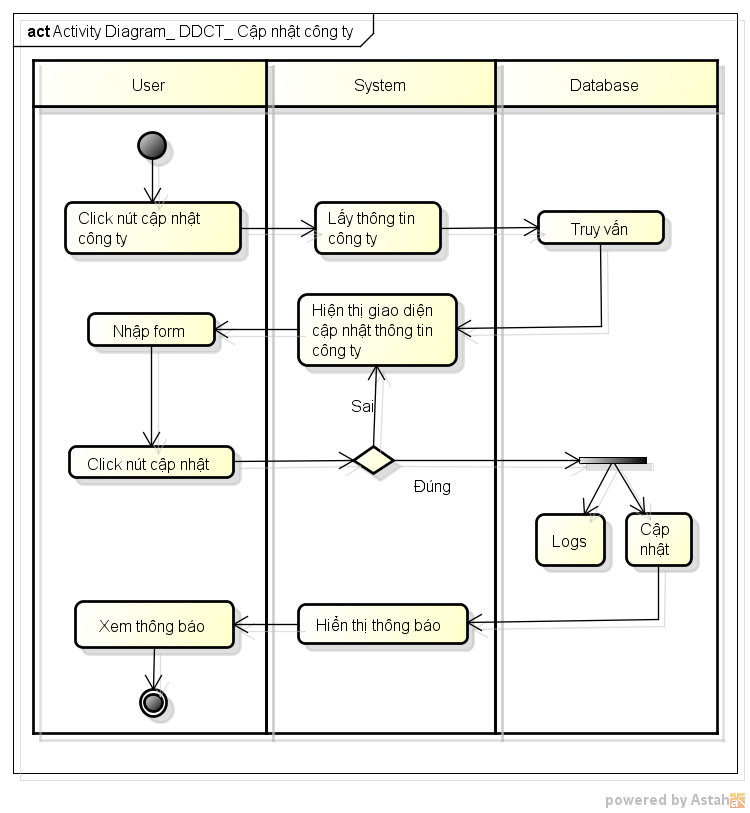 act Activity Diagram_ DDCT_ Cập nhật công ty
User
System
Database
Click nút cập nhật
công ty
Lấy thông tin
công ty
Truy vấn
Hiện thị giao diện
cập nhật thông tin
công ty
Nhập form
Sai
Click nút cập nhật
Đúng
Logs
Cập
nhật
Xem thông báo
Hiển thị thông báo
powered by Astah